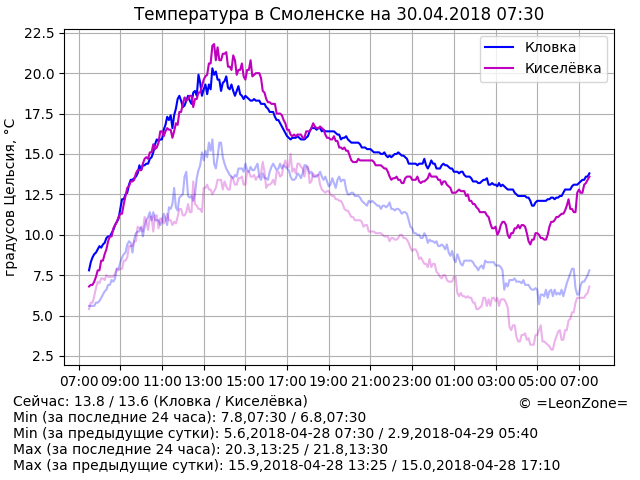 Температура в Смоленске на 30.04.2018 07:30
градусов Цельсия, °C
22.5
20.0
17.5
15.0
12.5
10.0
7.5
5.0
2.5
Кловка
Киселёвка
07:00 09:00 11:00 13:00 15:00 17:00 19:00 21:00 23:00 01:00 03:00 05:00 07:00
Сейчас: 13.8 / 13.6 (Кловка / Киселёвка)
© =LeonZone=
Min (за последние 24 часа): 7.8,07:30 / 6.8,07:30
Min (за предыдущие сутки): 5.6,2018-04-28 07:30 / 2.9,2018-04-29 05:40
Max (за последние 24 часа): 20.3,13:25 / 21.8,13:30
Max (за предыдущие сутки): 15.9,2018-04-28 13:25 / 15.0,2018-04-28 17:10